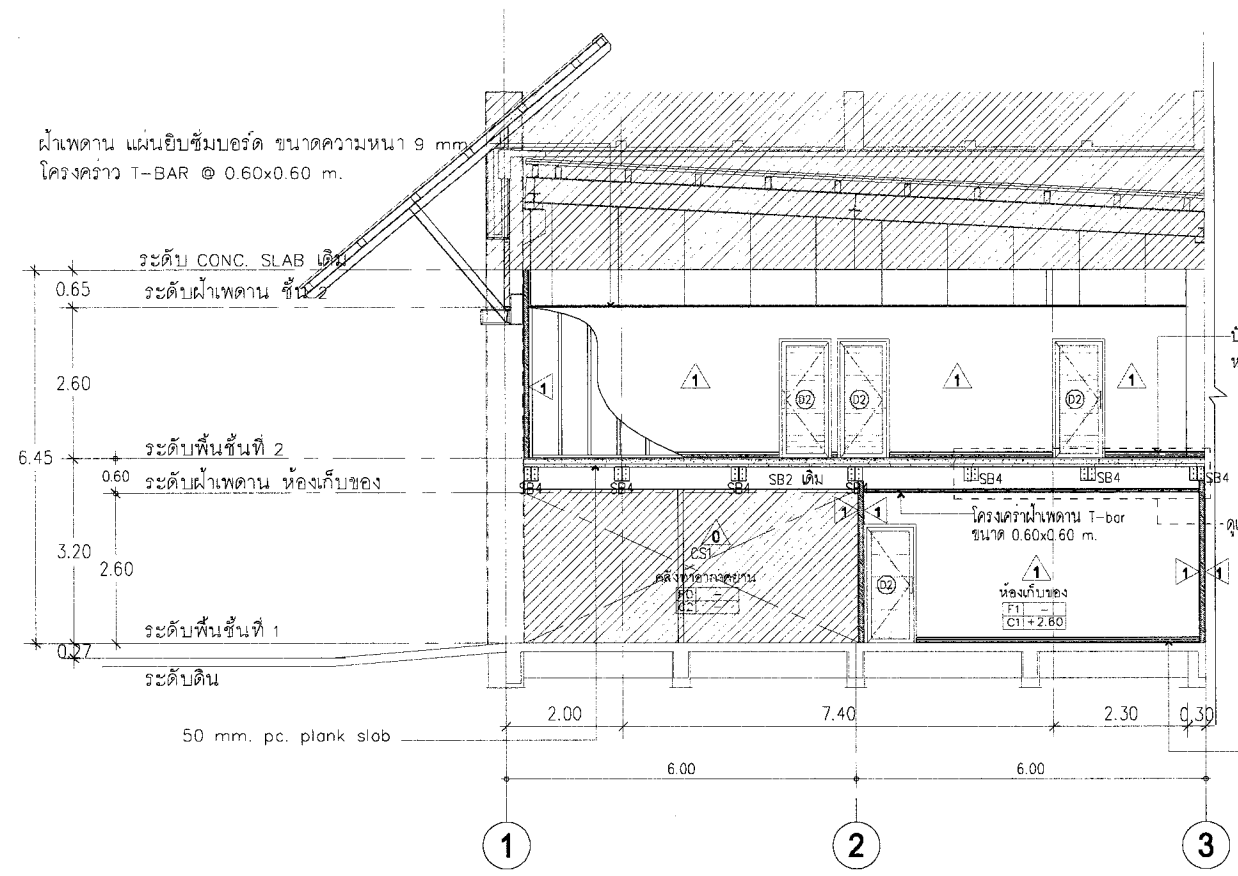 ฝ้าเพดาน แผ่นยิบซั่มบอร์ด ขนาดความหนา 9 mm.
โครงคร่าว T-BAR @ 0.60x0.60 m.
ระดับ CONC. SLAB เดิม
0.65
ระดับฝ้าเพดาน ชั้น 2
2.60
1
1
1
1
D2
D2
D2
6.45
ระดับพื้นชั้นที่ 2
0.60
ระดับฝ้าเพดาน ห้องเก็บของ
SB4
SB4
SB4
SB2 เดิม
SB4
SB4
SB4
1
1
โครงเคร่าฝ้าเพดาน T-bar
ขนาด 0.60x0.60 m.
0
CS1
3.20
2.60
D2
1
1
1
ห้องเก็บของ
F1 -
C1 +2.60
ระดับพื้นชั้นที่ 1
0.27
ระดับดิน
2.00
7.40
2.30
0.30
50 mm. pc. plank slab
6.00
6.00
1
2
3